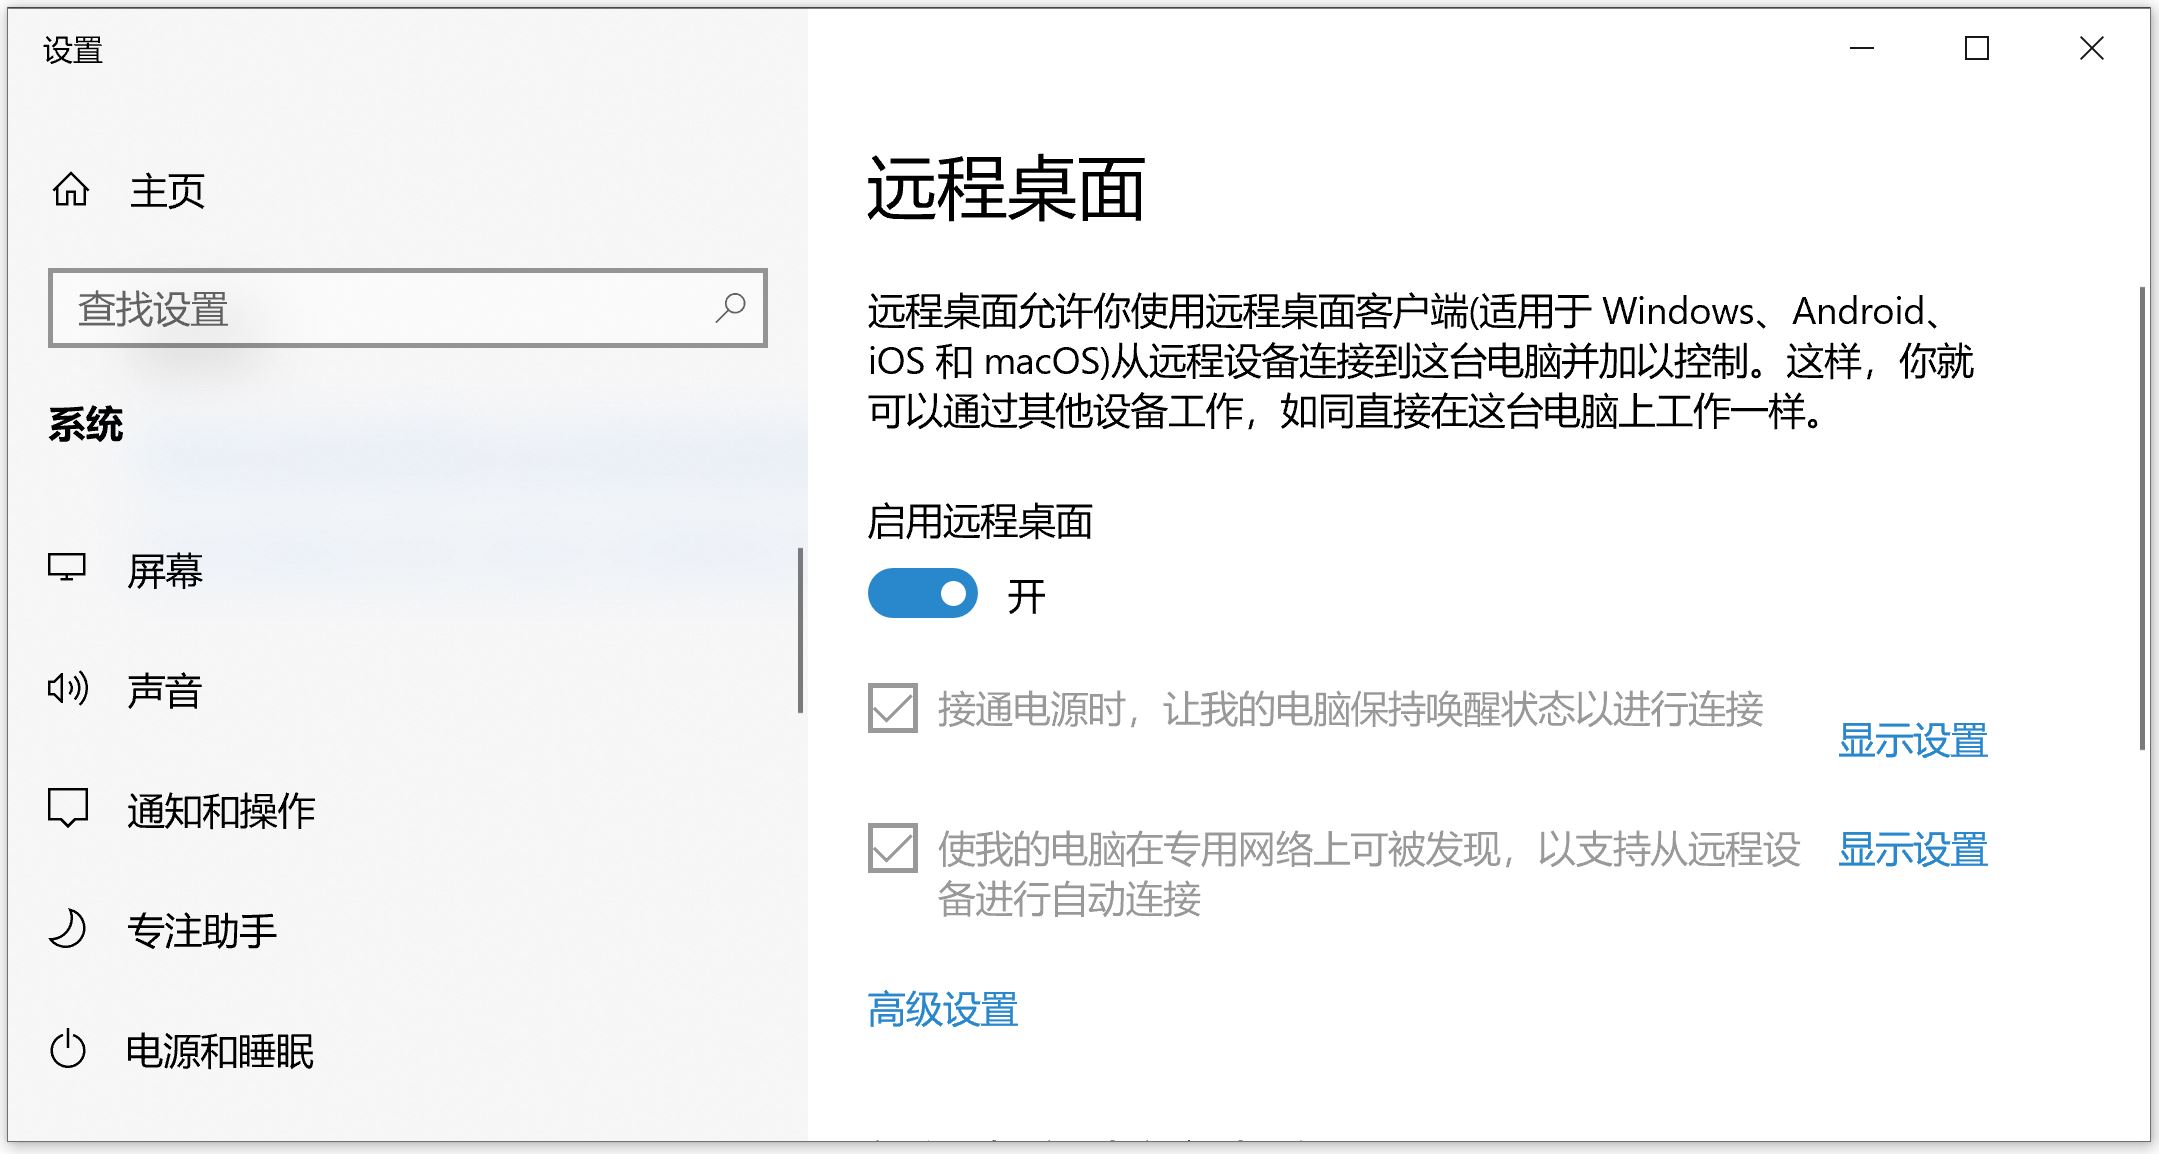 设置
主页
查找设置
系统
屏幕
声音
通知和操作
专注助手
电源和睡眠
远程桌面
远程桌面允许你使用远程桌面客户端(适用于 Windows、Android、
iOS 和 macOS)从远程设备连接到这台电脑并加以控制。这样，你就
可以通过其他设备工作，如同直接在这台电脑上工作一样。
启用远程桌面
开
接通电源时，让我的电脑保持唤醒状态以进行连接
显示设置
使我的电脑在专用网络上可被发现，以支持从远程设
备进行自动连接
显示设置
高级设置